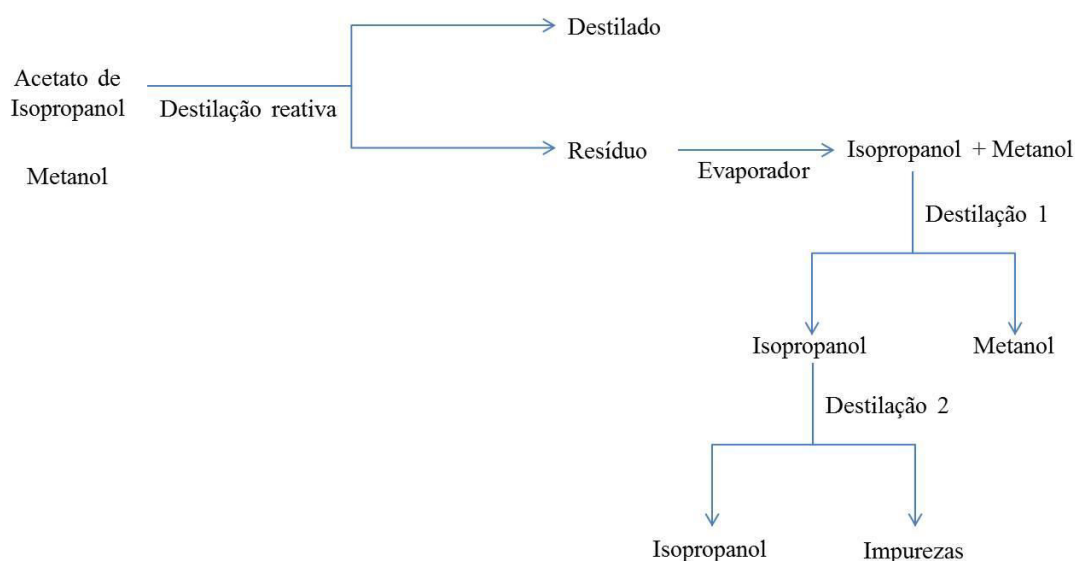 Destilado
Acetato de
Isopropanol
Destilação reativa
Resíduo
Evaporador
Isopropanol + Metanol
Metanol
Destilação 1
Isopropanol
Metanol
Destilação 2
Isopropanol
Impurezas